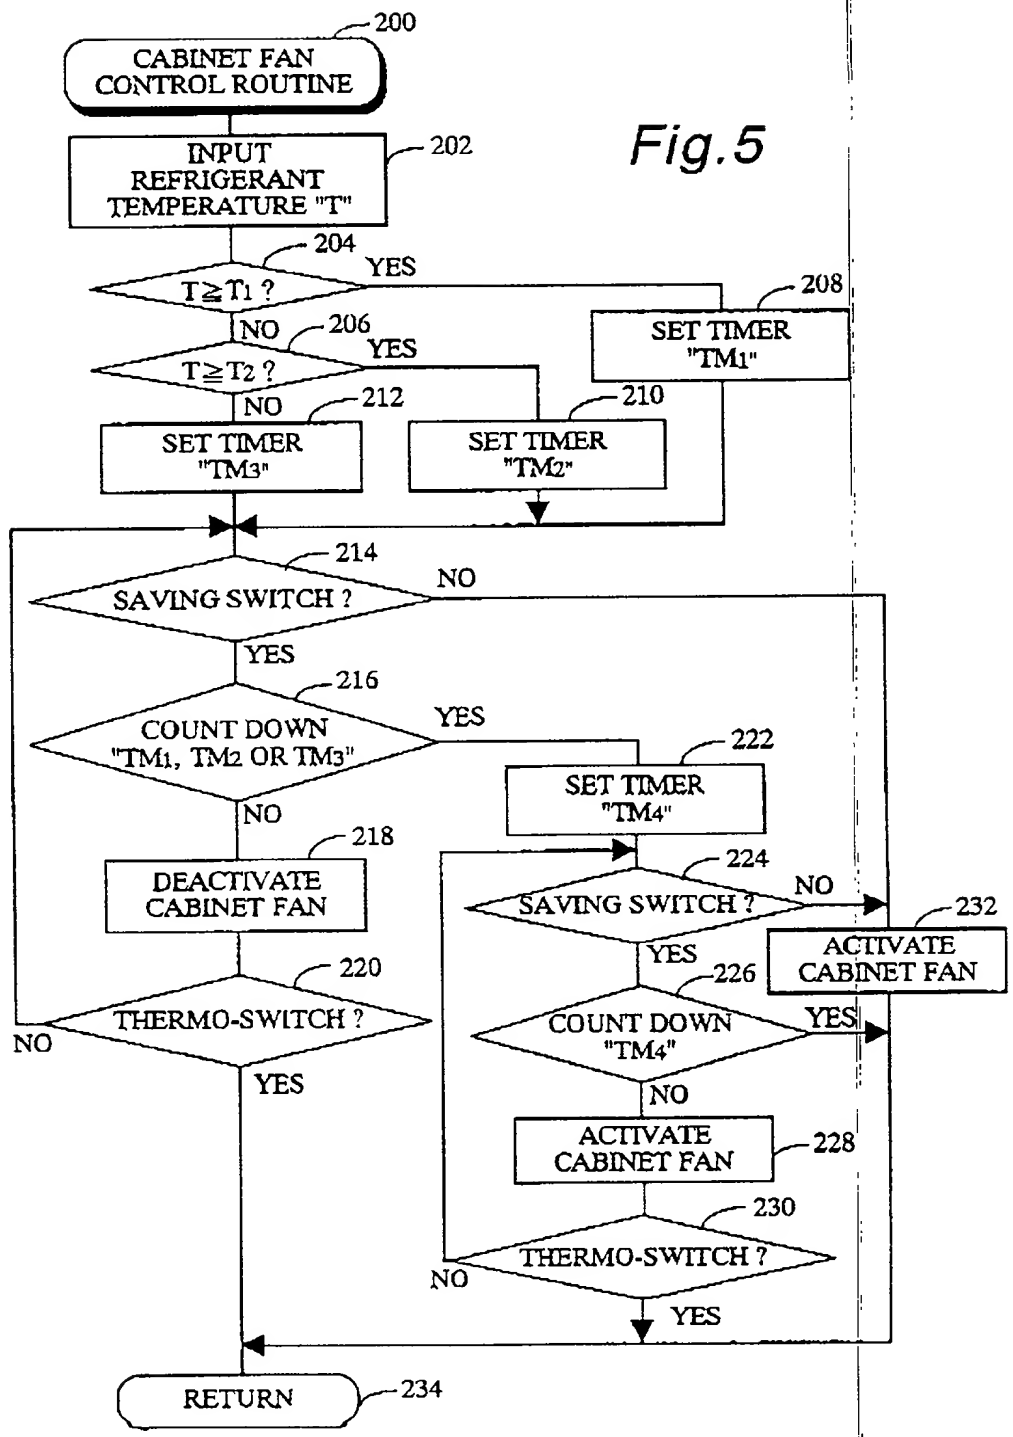 200
CABINET FAN
CONTROL ROUTINE
Fig.5
202
INPUT
REFRIGERANT
TEMPERATURE "T"
204
YES
T≧T1 ?
208
NO
206
SET TIMER
"TM1"
YES
T≧T2 ?
NO
212
210
SET TIMER
"TM3"
SET TIMER
"TM2"
214
NO
SAVING SWITCH ?
YES
216
YES
COUNT DOWN
"TM1, TM2 OR TM3"
222
SET TIMER
"TM4"
NO
218
DEACTIVATE
CABINET FAN
224
NO
SAVING SWITCH ?
232
YES
ACTIVATE
CABINET FAN
220
226
THERMO-SWITCH ?
NO
COUNT DOWN
"TM4"
YES
YES
NO
ACTIVATE
CABINET FAN
228
230
THERMO-SWITCH ?
NO
YES
RETURN
234